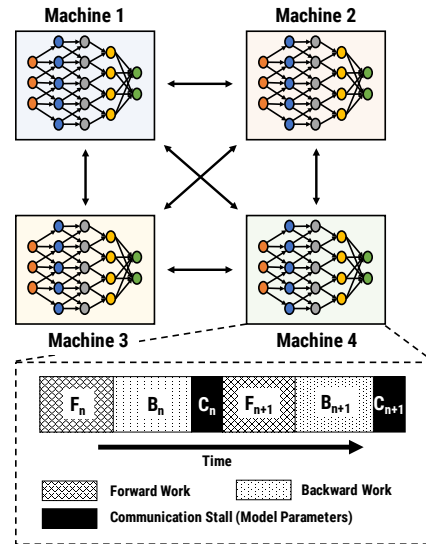 Machine 1
Machine 2
Machine 3
Machine 4
Fn Bn Cn Fn+1 Bn+1 Cn+1
Time
Forward Work
Backward Work
Communication Stall (Model Parameters)